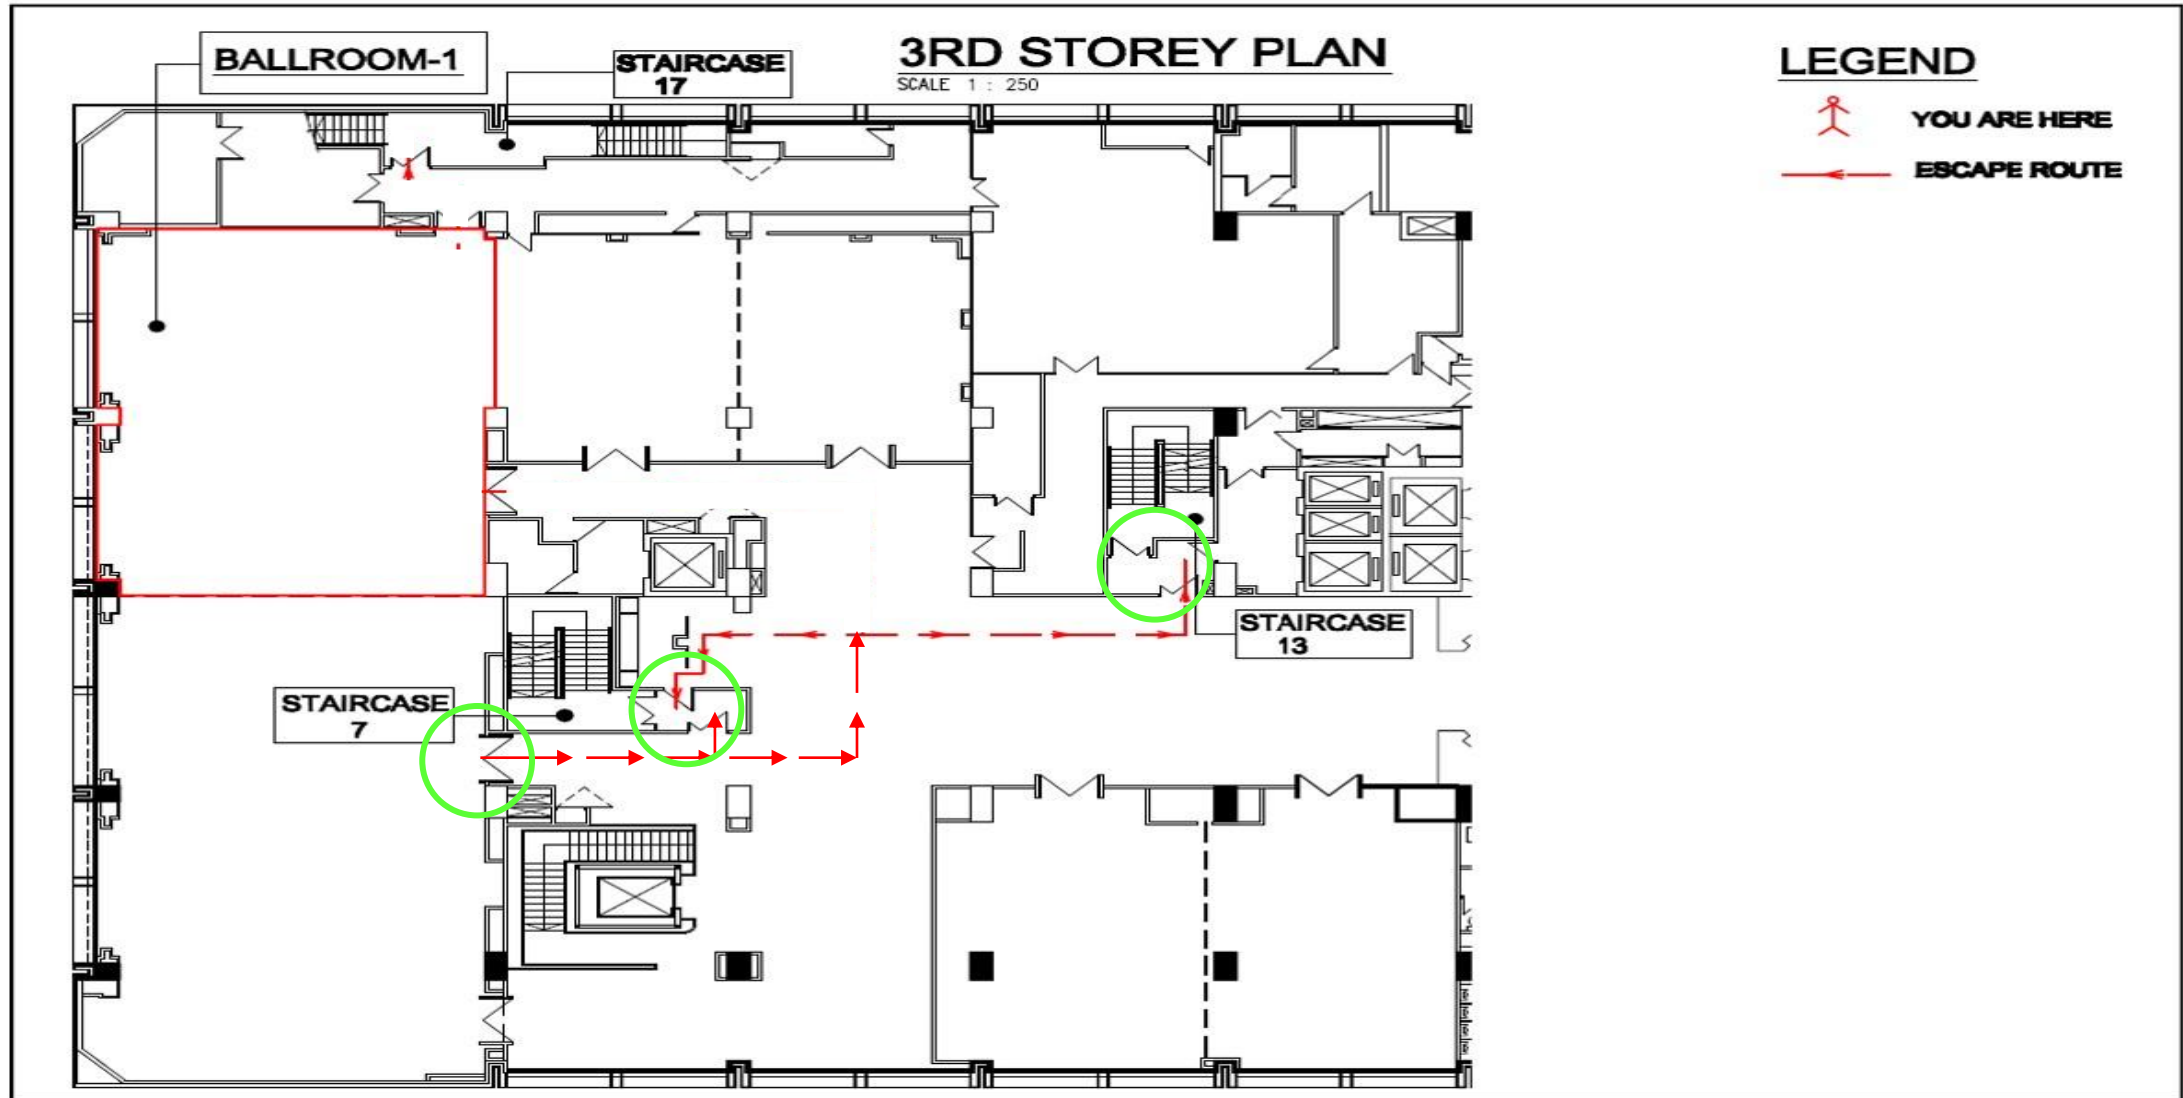 BALLROOM-1
STAIRCASE
17
3RD STOREY PLAN
SCALE 1 : 250
LEGEND
YOU ARE HERE
ESCAPE ROUTE
STAIRCASE
13
STAIRCASE
7